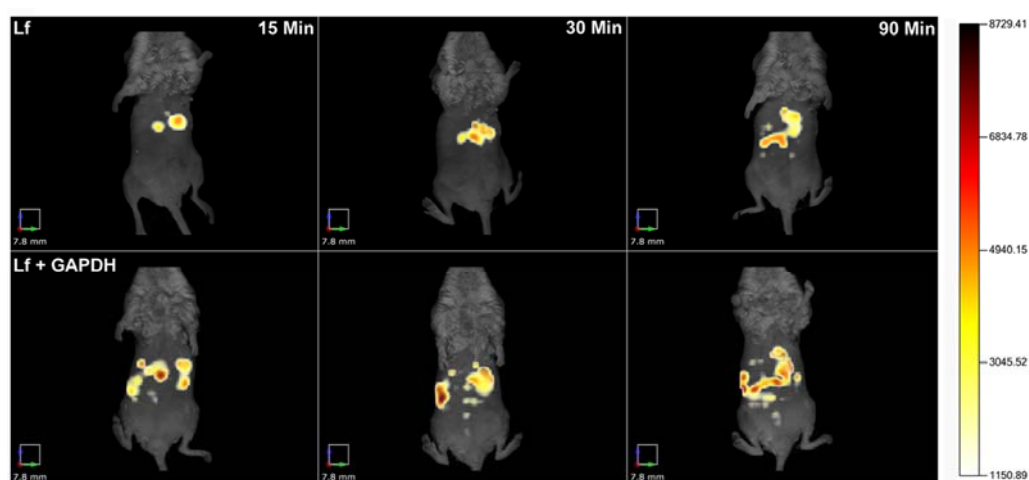 Lf
15 Min
30 Min
90 Min
7.8 mm
7.8 mm
7.8 mm
Lf + GAPDH
7.8 mm
7.8 mm
7.8 mm
8729.41
6834.78
4940.15
3045.52
1150.89